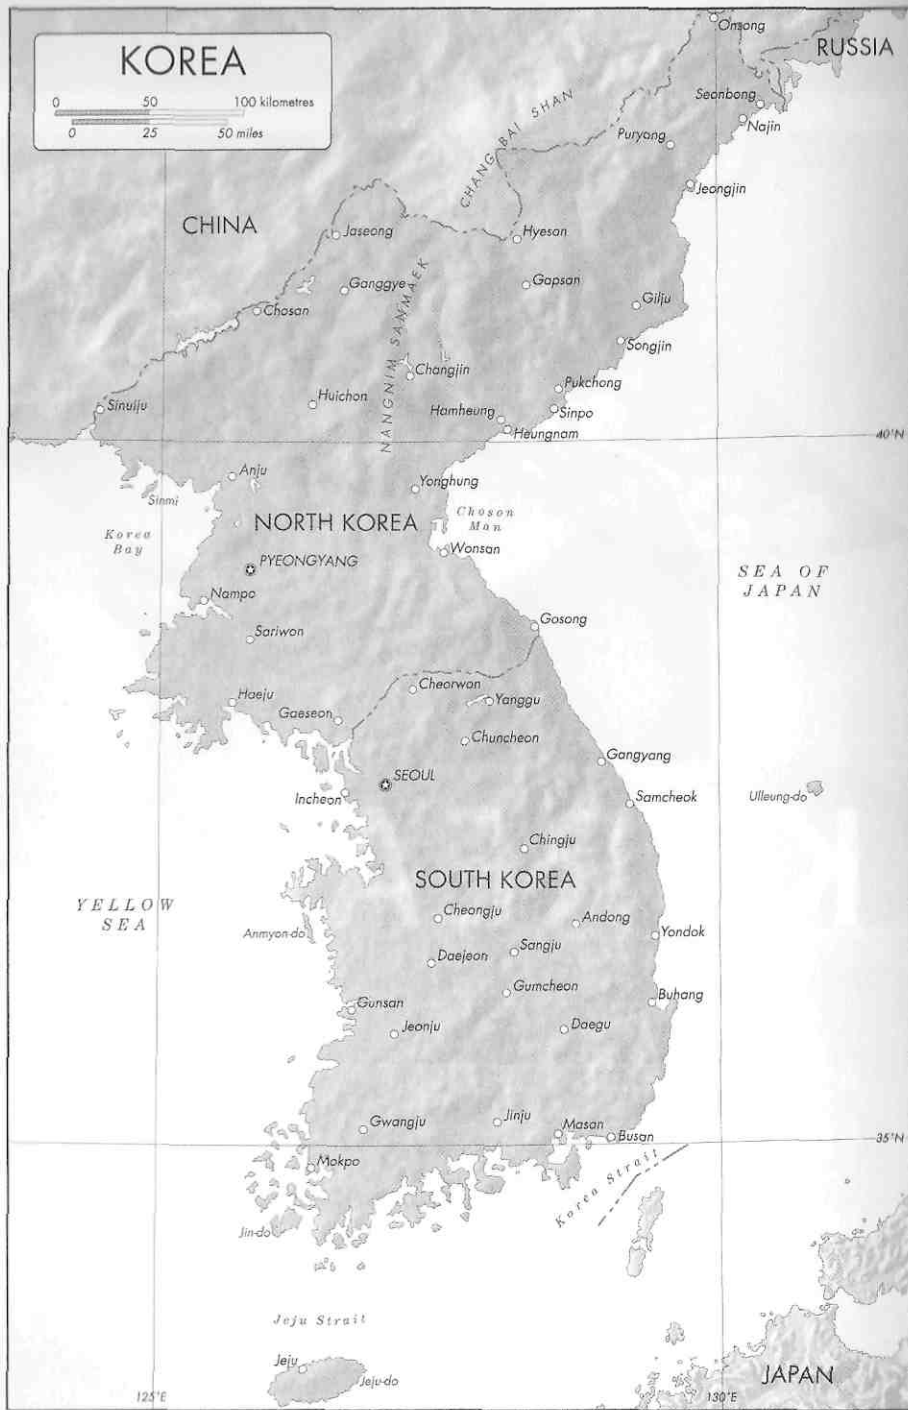 KOREA
0 50 100 kilometres
0 25 50 miles
Onsong
RUSSIA
Seonbong
Najin
Puryong
CHANG BAI SHAN
Jeongjin
CHINA
Jaseong
Hyesan
Ganggye
Gapsan
NANGNIM SANMAEK
Chosan
Gilju
Songjin
Changjin
Pukchong
Huichon
Sinuiju
Hamheung
Sinpo
Heungnam
40°N
Anju
Yonghung
Sinmi
Choson
Man
NORTH KOREA
Korea
Bay
Wonsan
PYEONGYANG
SEA OF
JAPAN
Nampo
Gosong
Sariwon
Cheorwon
Haeju
Yanggu
Gaeseon
Chuncheon
Gangyang
SEOUL
Incheon
Samcheok
Ulleung-do
Chingju
SOUTH KOREA
YELLOW
SEA
Cheongju
Andong
Anmyon-do
Yondok
Sangju
Daejeon
Gumcheon
Buhang
Gunsan
Jeonju
Daegu
Gwangju
Jinju
Masan
Busan
35°N
Mokpo
Korea Strait
Jin-do
Jeju Strait
Jeju
Jeju-do
JAPAN
125°E
130°E